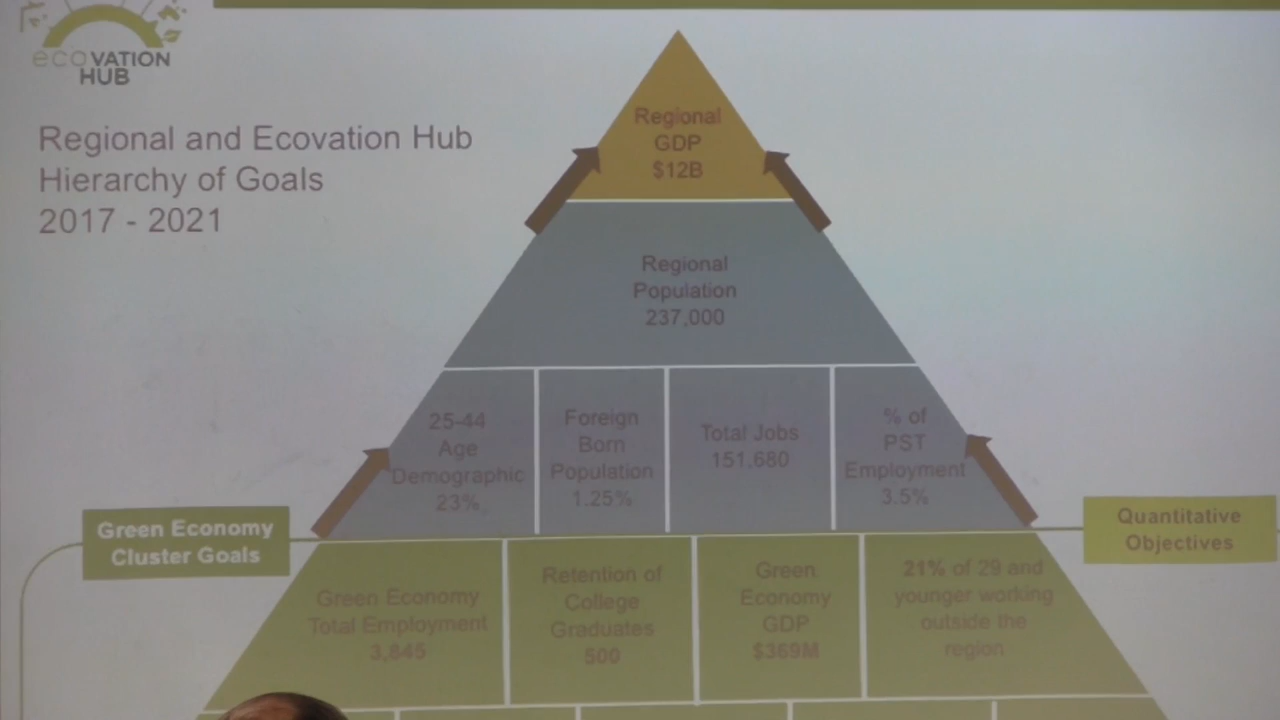 ecoVATION
HUB
Regional and Ecovation Hub
Hierarchy of Goals
2017 - 2021
Regional
GDP
$12B
Regional
Population
237,000
25-44
Age
Demographic
23%
Foreign
Born
Population
1.25%
Total Jobs
151,680
% of
PST
Employment
3.5%
Green Economy
Cluster Goals
Quantitative
Objectives
Green Economy
Total Employment
3,845
Retention of
College
Graduates
500
Green
Economy
GDP
$369M
21% of 29 and
younger working
outside the
region